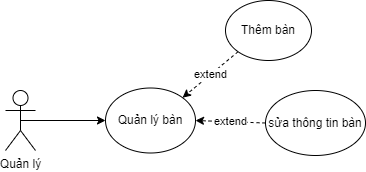 Thêm bàn
extend
Quản lý bàn
extend
sửa thông tin bàn
Quản lý